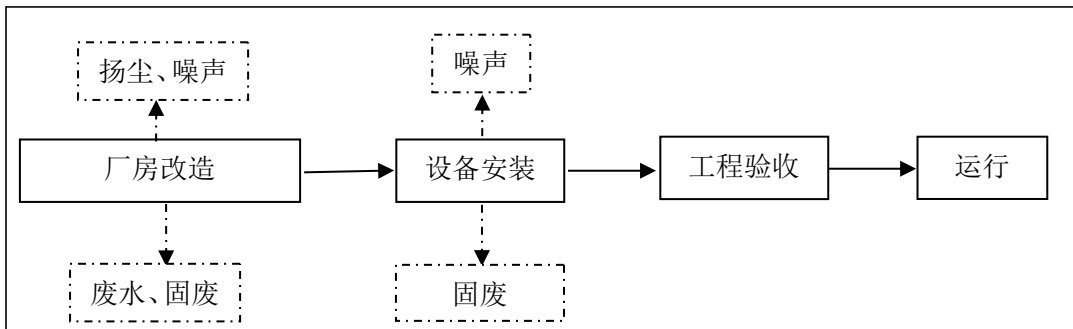 扬尘、噪声
噪声
厂房改造
设备安装
工程验收
运行
废水、固废
固废